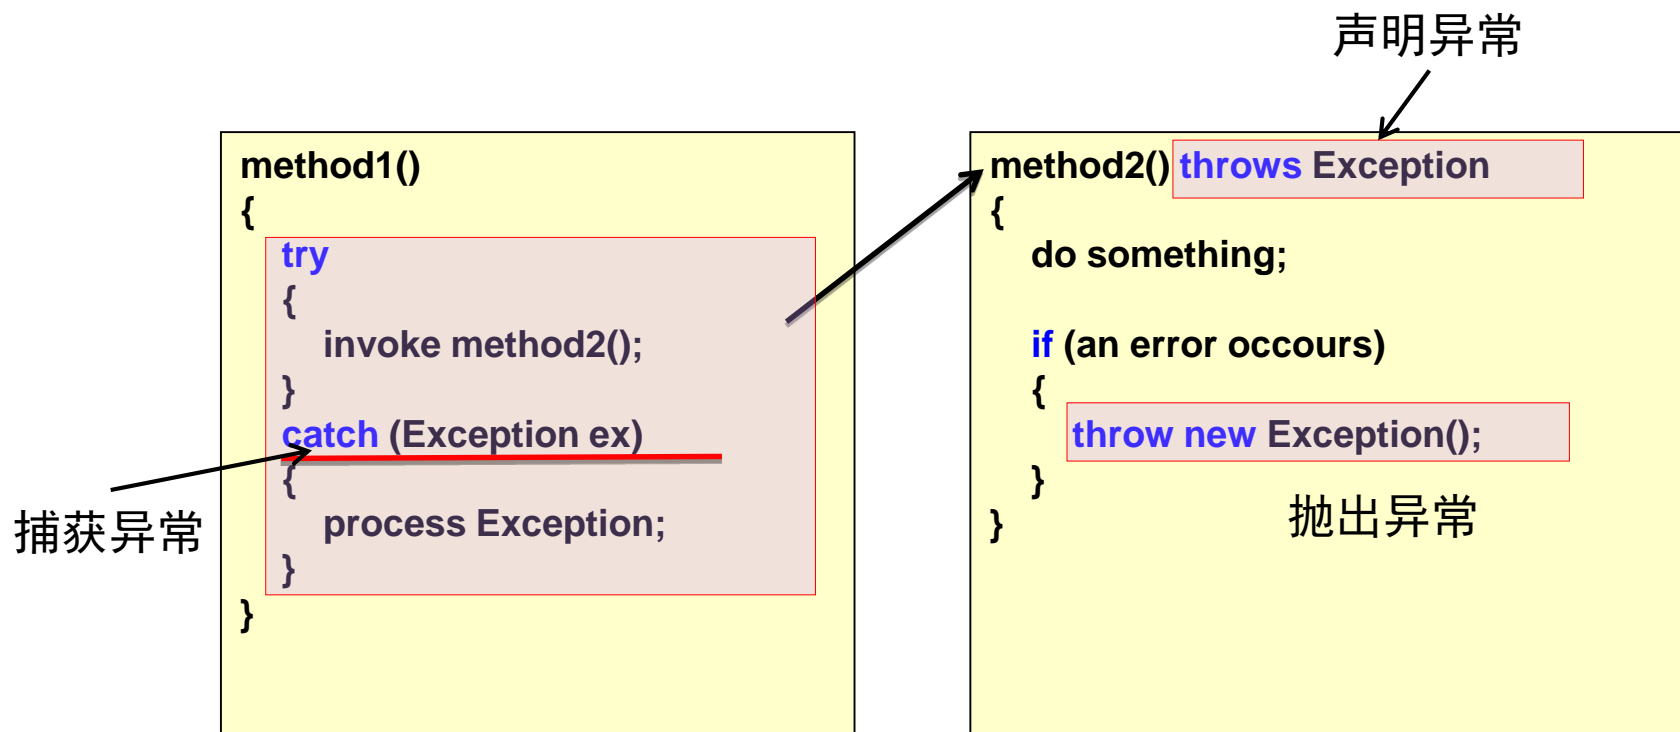 声明异常
method1()
{
try
{
invoke method2();
}
catch (Exception ex)
{
process Exception;
}
}
捕获异常
method2() throws Exception
{
do something;
if (an error occours)
{
throw new Exception();
}
}
抛出异常